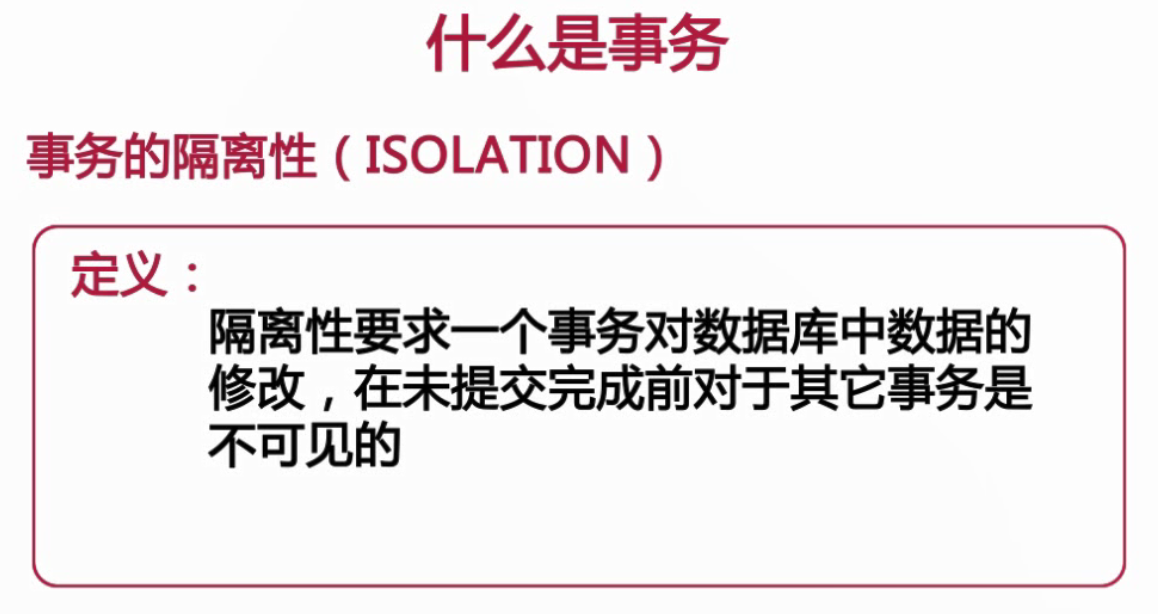 什么是事务
事务的隔离性（ISOLATION）
定义：
隔离性要求一个事务对数据库中数据的
修改，在未提交完成前对于其它事务是
不可见的